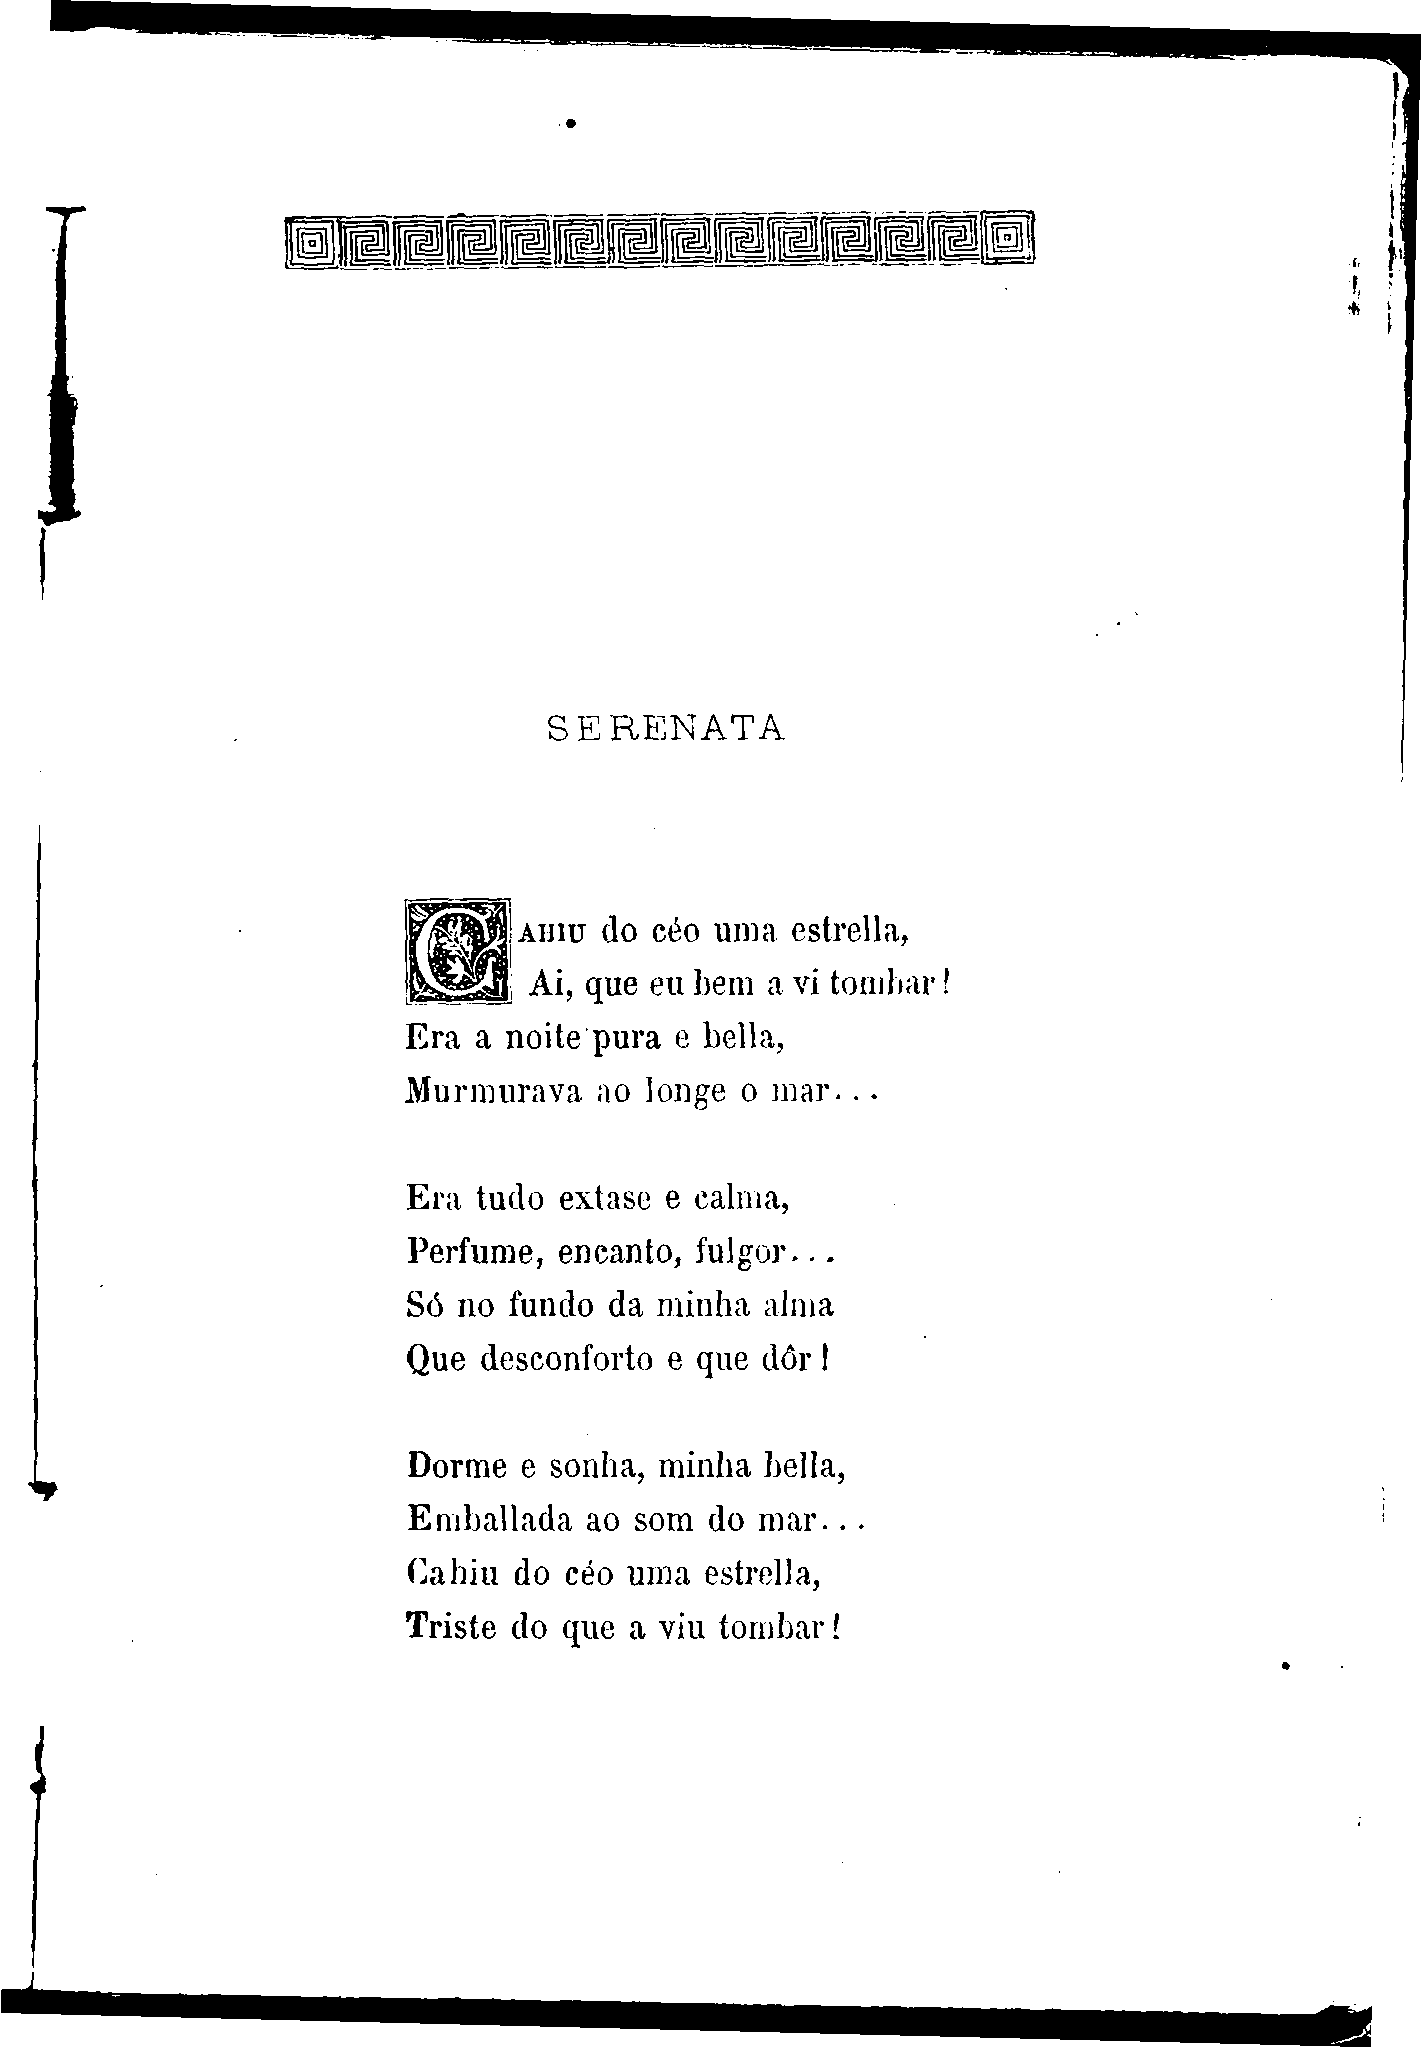 SERENATA
CAHIU do céo uma estrella,
Ai, que eu bem a vi tombar!
Era a noite pura e bella,
Murmurava ao longe o mar...
Era tudo extase e calma,
Perfume, encanto, fulgor...
Só no fundo da minha alma
Que desconforto e que dôr!
Dorme e sonha, minha bella,
Emballada ao som do mar...
Cahiu do céo uma estrella,
Triste do que a viu tombar!